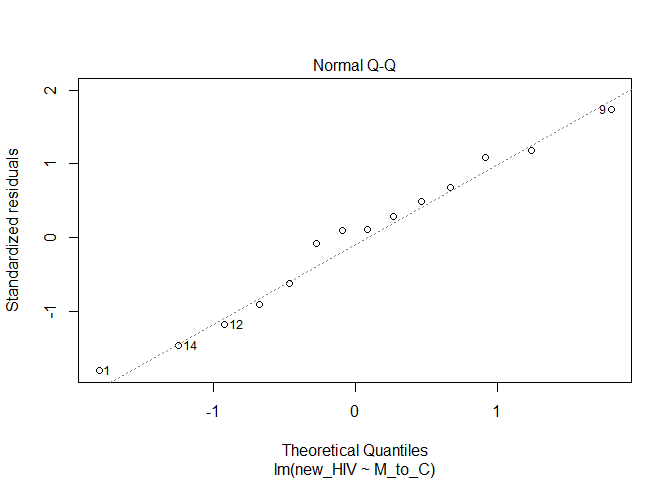 Normal Q-Q
Standardized residuals
2
1
0
-1
9
12
14
1
-1
0
1
Theoretical Quantiles
lm(new_HIV ~ M_to_C)